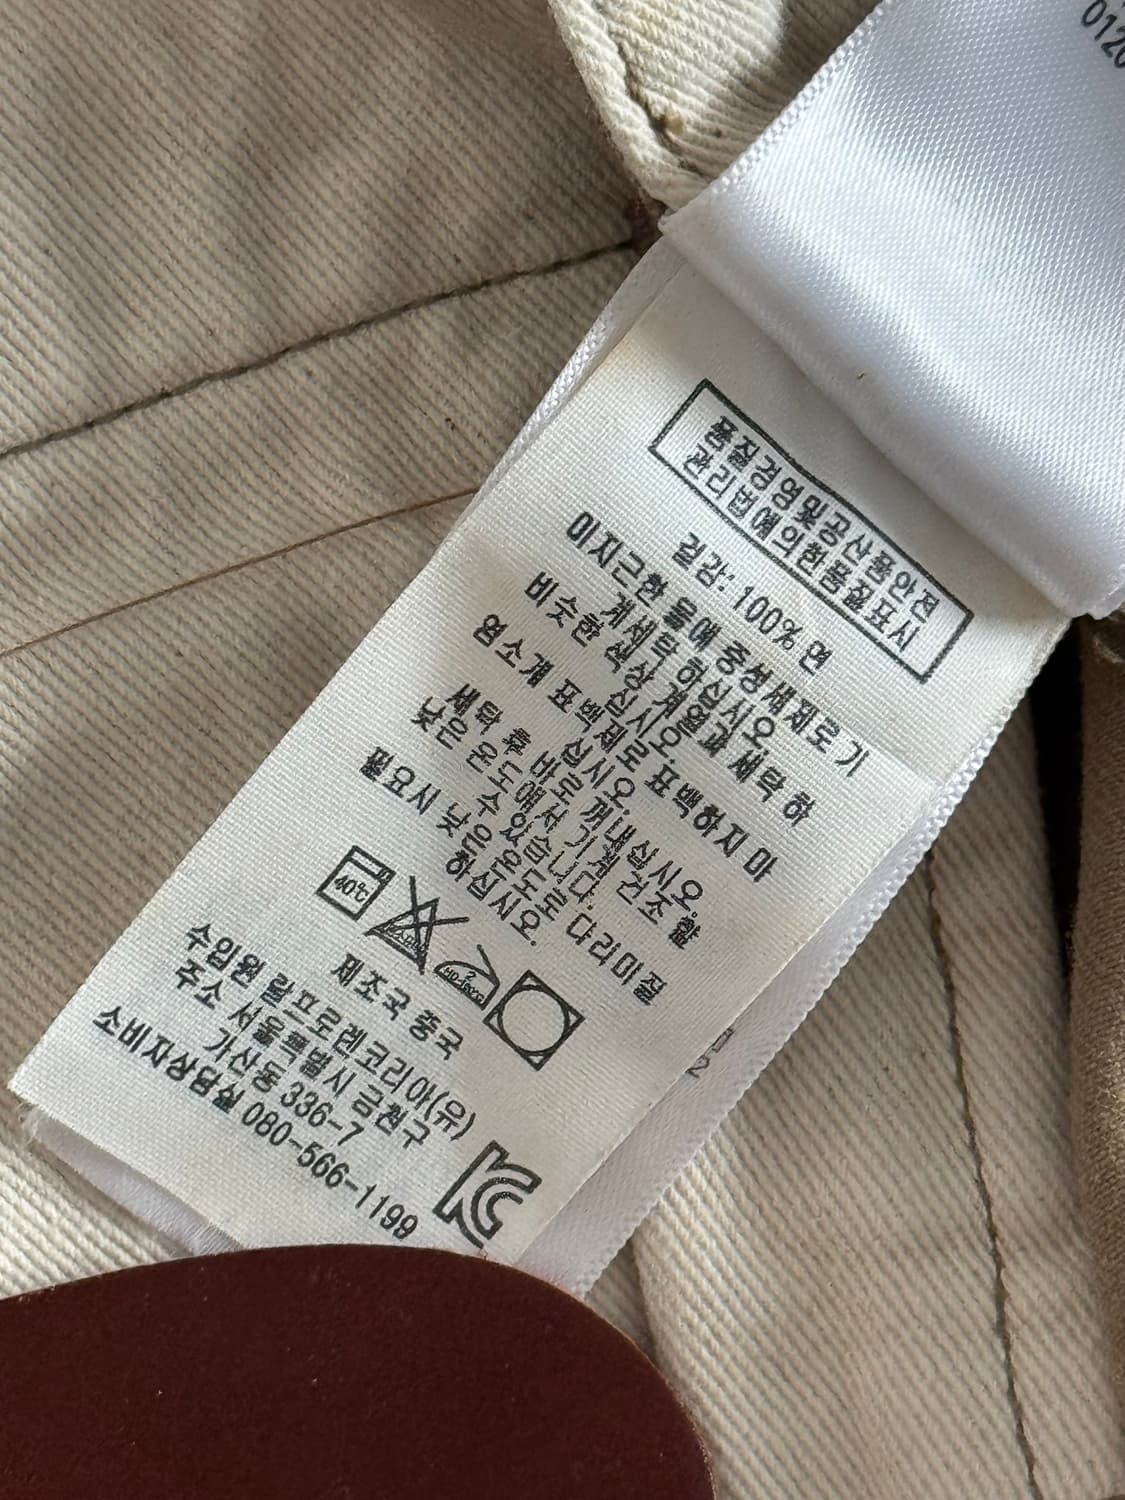 0120
품질경영및공산품안전
관리법에의한품질표시
겉감: 100% 면
미지근한 물에 중성세제로 기
계세탁 하십시오.
비슷한 색상 계열과 세탁 하
십시오.
염소계 표백제로 표백하지 마
십시오.
세탁 후 바로 꺼내십시오.
낮은 온도에서 기계 건조 할
수 있습니다.
필요시 낮은 온도로 다리미질
하십시오.
40℃
2
제조국 중국
수입원 랄프로렌코리아(유)
주소 서울특별시 금천구
가산동 336-7
소비자상담실 080-566-1199
KC